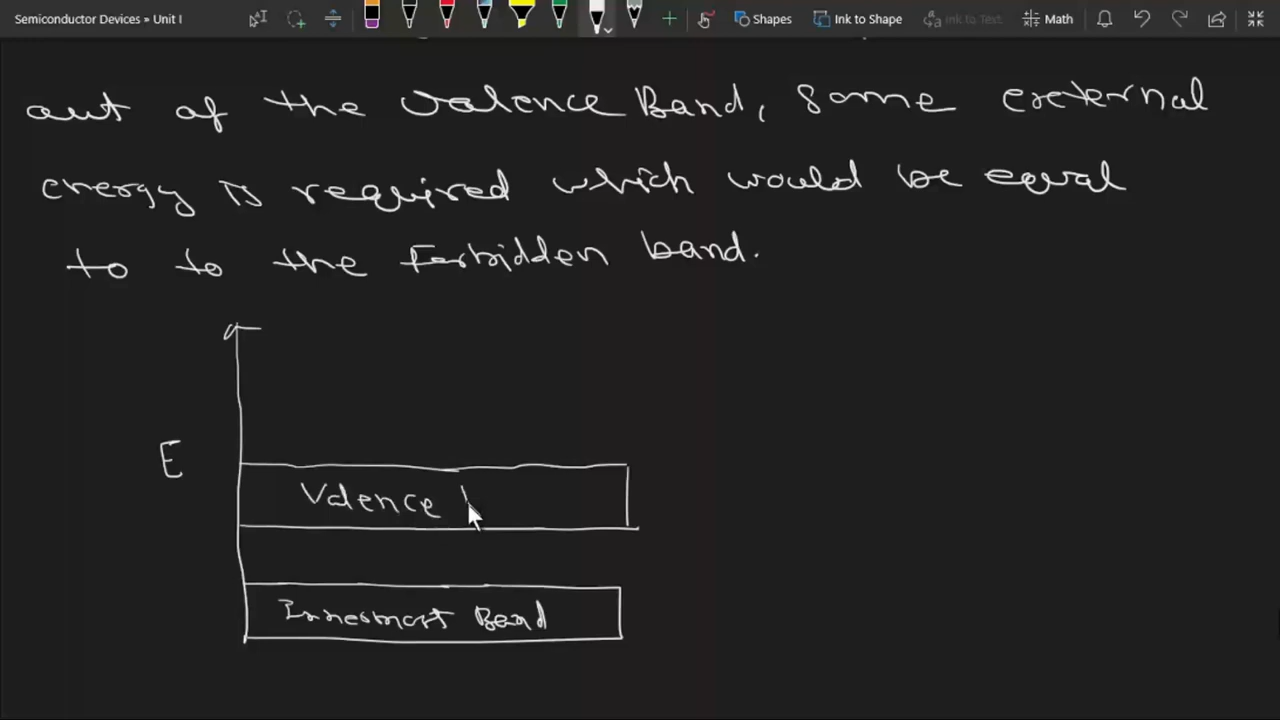 Semiconductor Devices » Unit I
Shapes
Ink to Shape
Ink to Text
Math
out of the Valence Band, some external
energy is required which would be equal
to to the Forbidden band.
E
Valence
Innermost Band